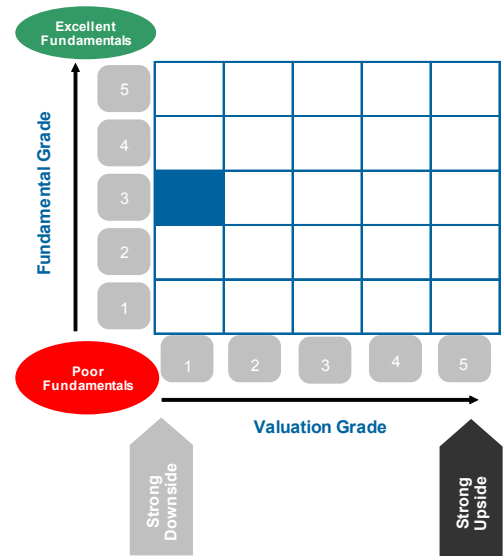 Excellent
Fundamentals
Fundamental Grade
5
4
3
2
1
Poor
Fundamentals
1
2
3
4
5
Valuation Grade
Strong
Downside
Strong
Upside